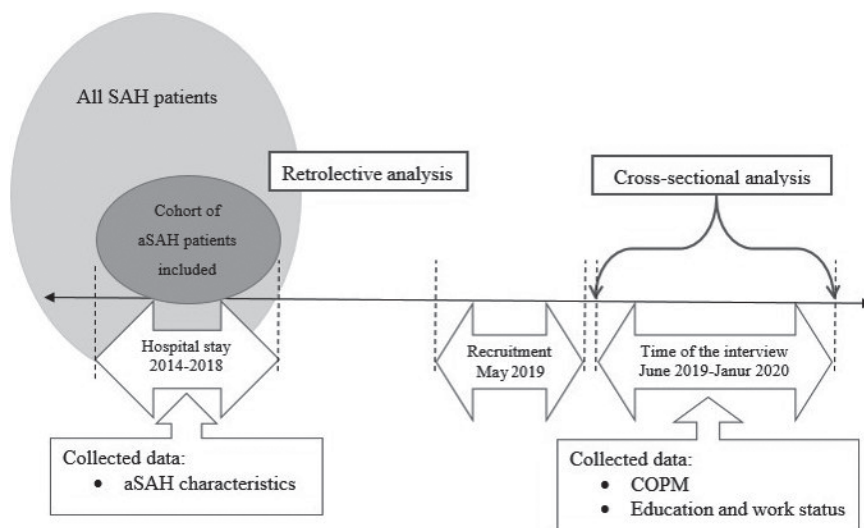 All SAH patients
Retrolective analysis
Cross-sectional analysis
Cohort of
aSAH patients
included
Hospital stay
2014-2018
Recruitment
May 2019
Time of the interview
June 2019-Janur 2020
Collected data:
• aSAH characteristics
Collected data:
• COPM
• Education and work status